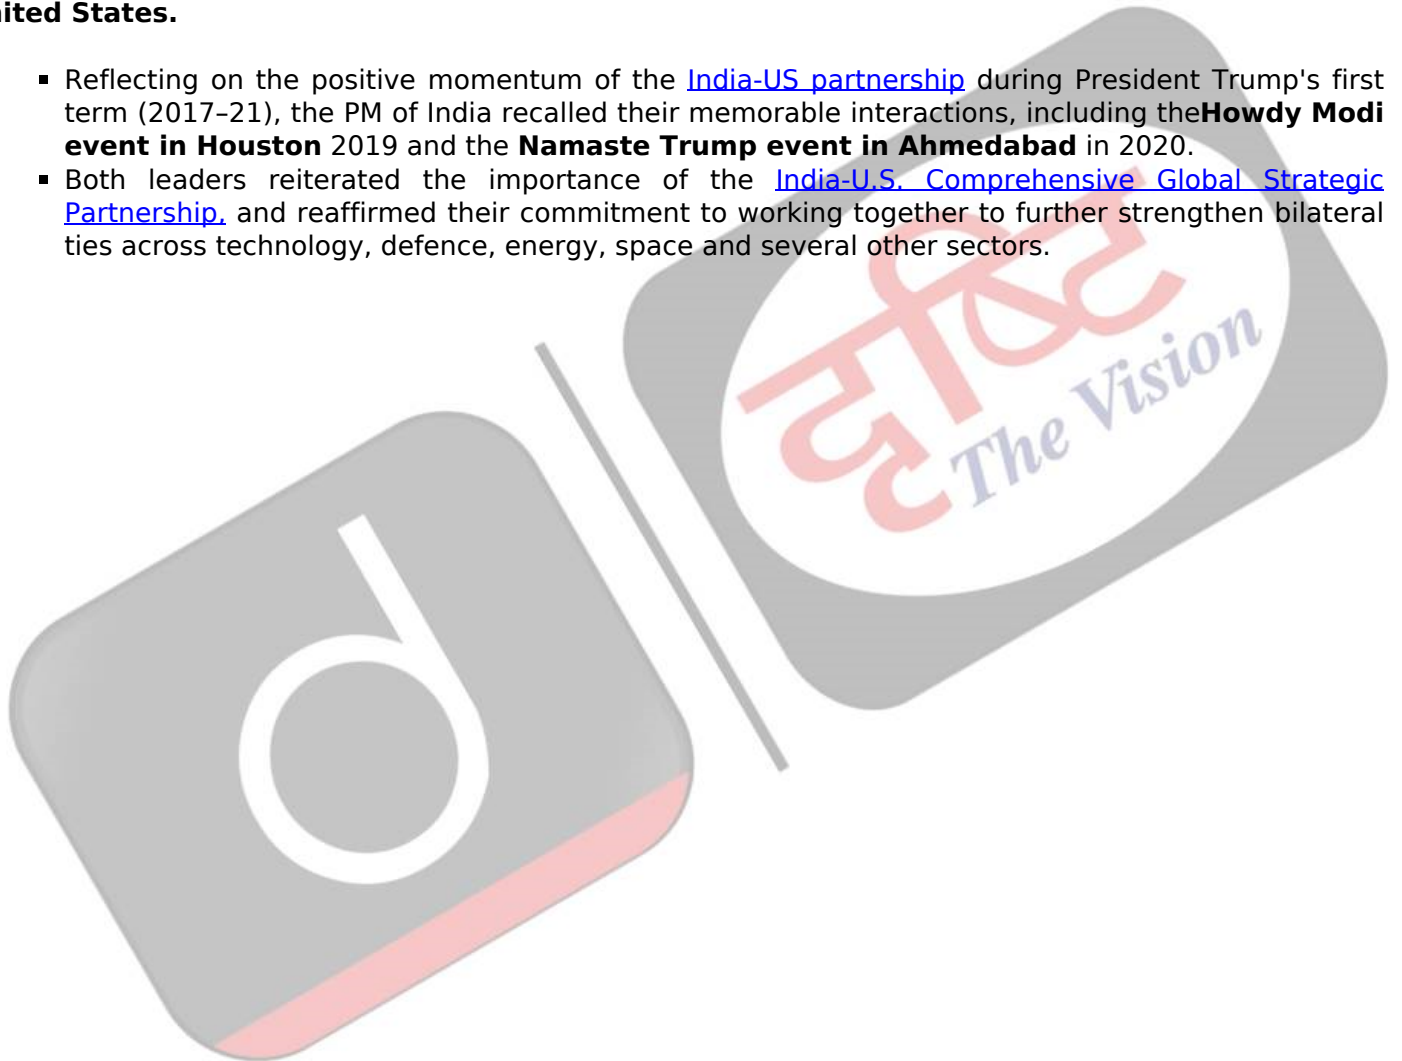 ited States.
Reflecting on the positive momentum of the India-US partnership during President Trump's first
term (2017–21), the PM of India recalled their memorable interactions, including theHowdy Modi
event in Houston 2019 and the Namaste Trump event in Ahmedabad in 2020.
Both leaders reiterated the importance of the India-U.S. Comprehensive Global Strategic
Partnership, and reaffirmed their commitment to working together to further strengthen bilateral
ties across technology, defence, energy, space and several other sectors.
दृष्टि
The Vision
d